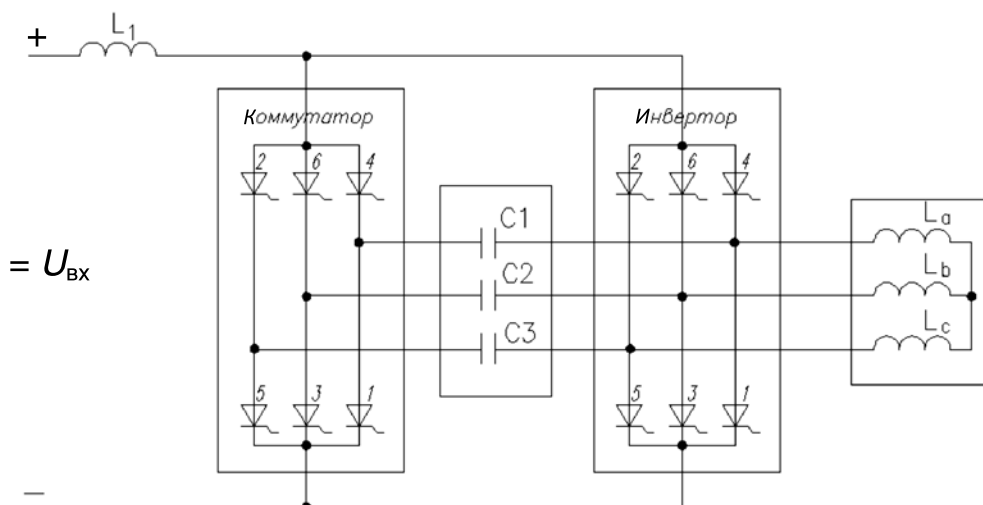 +
L1
Коммутатор
Инвертор
2 6 4
2 6 4
C1
La
= Uвх
C2
Lb
C3
Lc
5 3 1
5 3 1
—